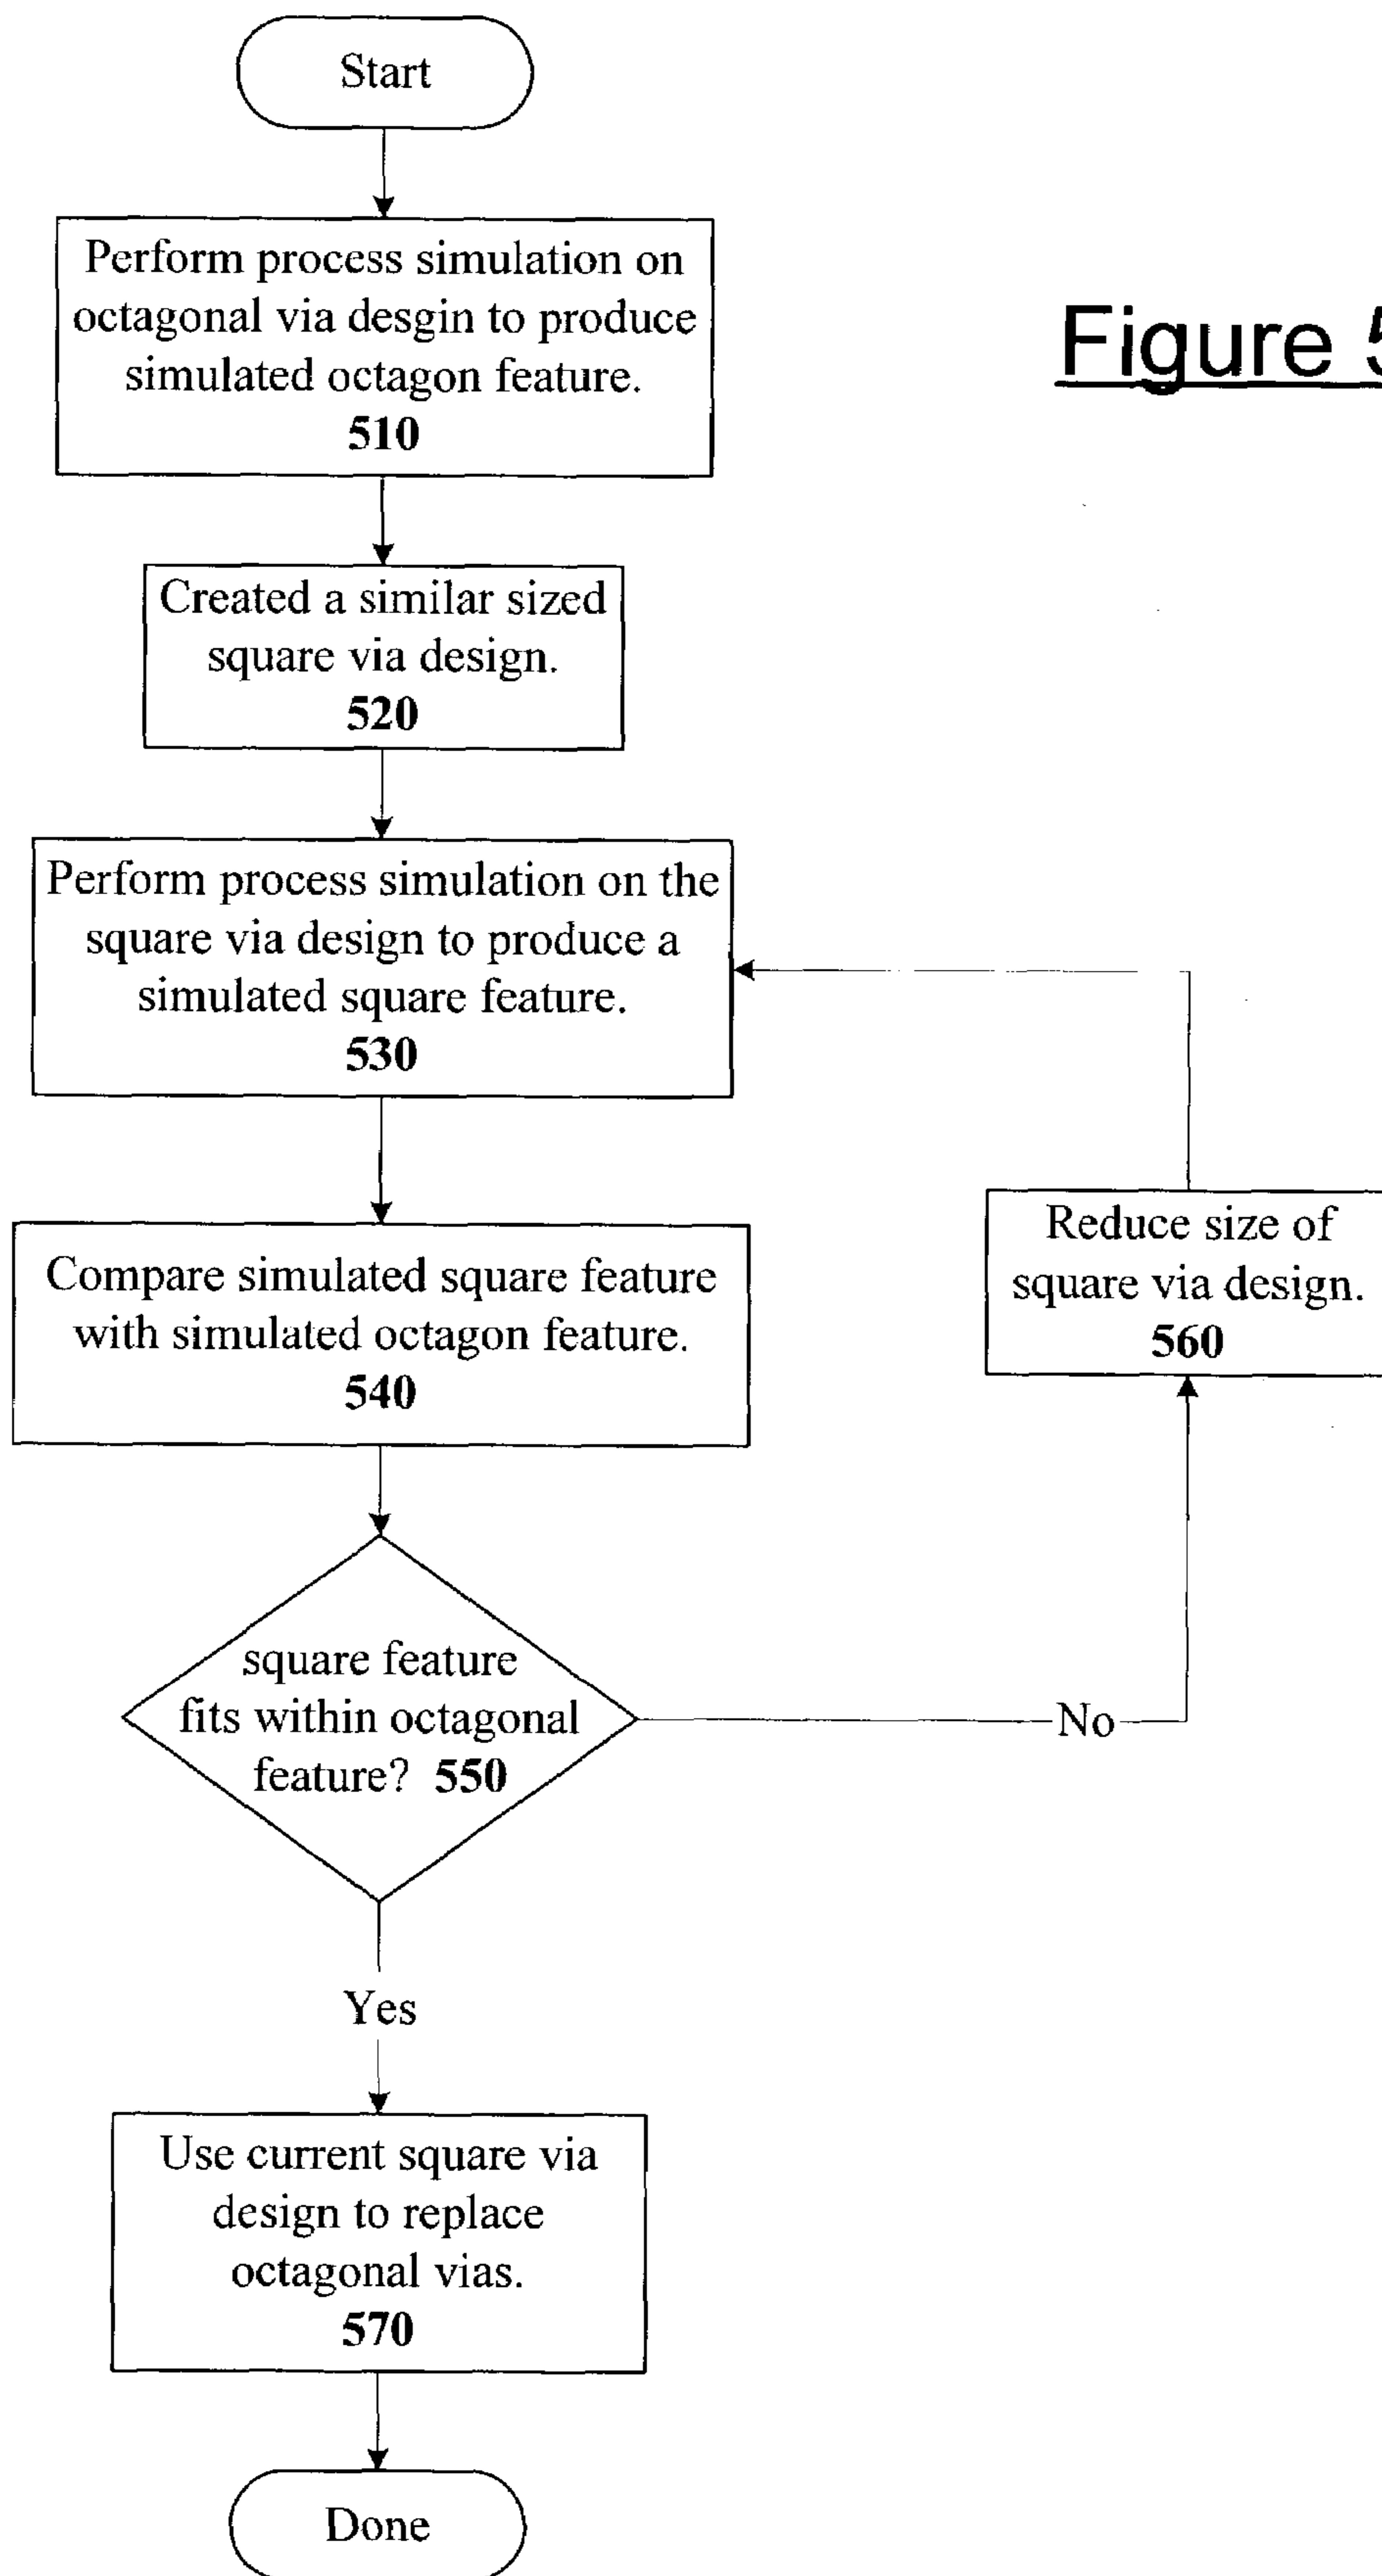 Start
Perform process simulation on
octagonal via desgin to produce
simulated octagon feature.
510
Figure 5
Created a similar sized
square via design.
520
Perform process simulation on the
square via design to produce a
simulated square feature.
530
Compare simulated square feature
with simulated octagon feature.
540
Reduce size of
square via design.
560
square feature
fits within octagonal
feature? 550
No
Yes
Use current square via
design to replace
octagonal vias.
570
Done